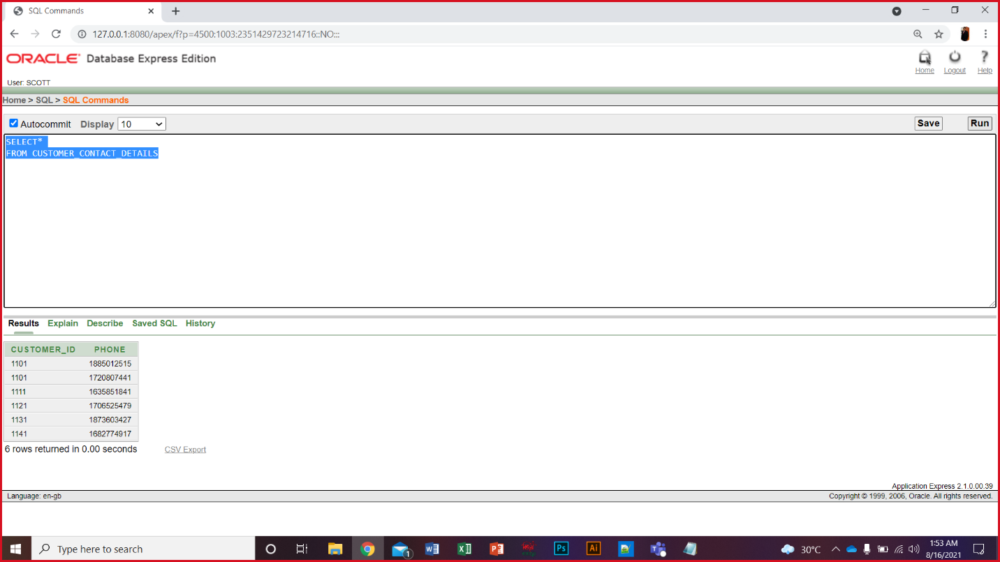 SQL Commands
127.0.0.1:8080/apex/f?p=4500:1003:2351429723214716::NO:::
ORACLE® Database Express Edition
Home Logout Help
User: SCOTT
Home > SQL > SQL Commands
Autocommit Display 10 Save Run
SELECT*
FROM CUSTOMER_CONTACT_DETAILS
Results Explain Describe Saved SQL History
CUSTOMER_ID PHONE
1101 1885012515
1101 1720807441
1111 1635851841
1121 1706525479
1131 1873603427
1141 1682774917
6 rows returned in 0.00 seconds CSV Export
Application Express 2.1.0.00.39
Language: en-gb Copyright © 1999, 2006, Oracle. All rights reserved.
Type here to search 1 Ps Ai 30°C 1:53 AM
8/16/2021